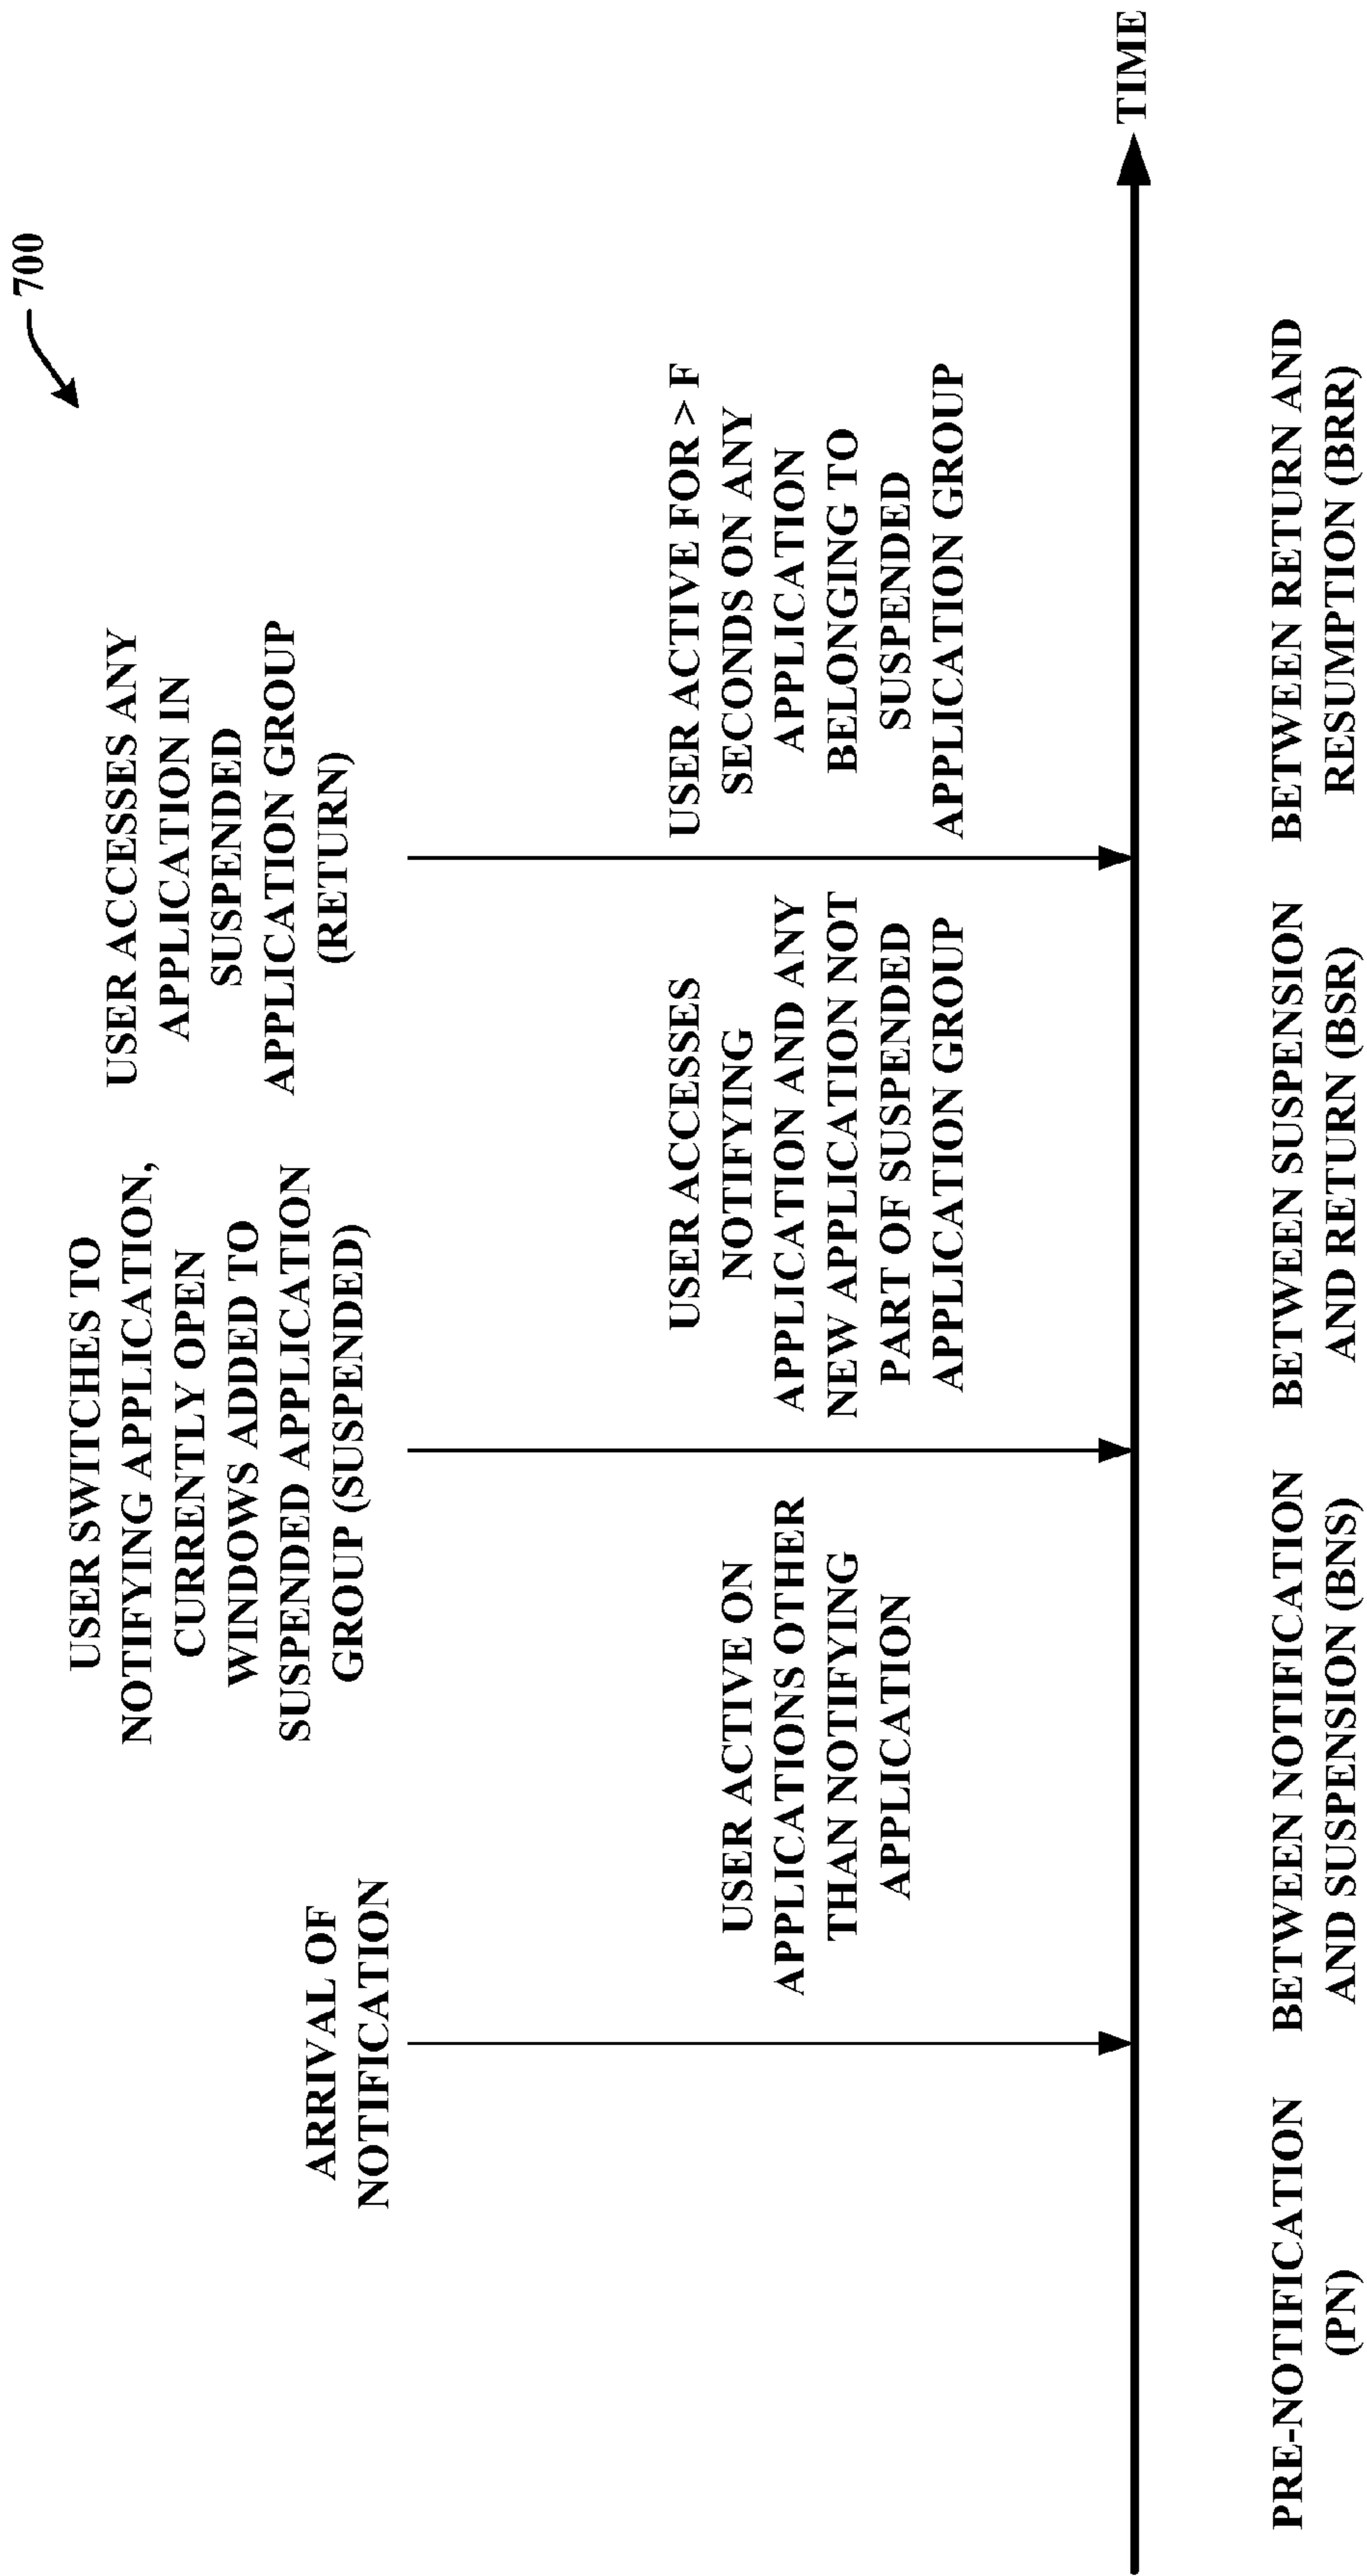 700
ARRIVAL OF
NOTIFICATION
USER SWITCHES TO
NOTIFYING APPLICATION,
CURRENTLY OPEN
WINDOWS ADDED TO
SUSPENDED APPLICATION
GROUP (SUSPENDED)
USER ACCESSES ANY
APPLICATION IN
SUSPENDED
APPLICATION GROUP
(RETURN)
USER ACTIVE ON
APPLICATIONS OTHER
THAN NOTIFYING
APPLICATION
USER ACCESSES
NOTIFYING
APPLICATION AND ANY
NEW APPLICATION NOT
PART OF SUSPENDED
APPLICATION GROUP
USER ACTIVE FOR > F
SECONDS ON ANY
APPLICATION
BELONGING TO
SUSPENDED
APPLICATION GROUP
TIME
PRE-NOTIFICATION
(PN)
BETWEEN NOTIFICATION
AND SUSPENSION (BNS)
BETWEEN SUSPENSION
AND RETURN (BSR)
BETWEEN RETURN AND
RESUMPTION (BRR)